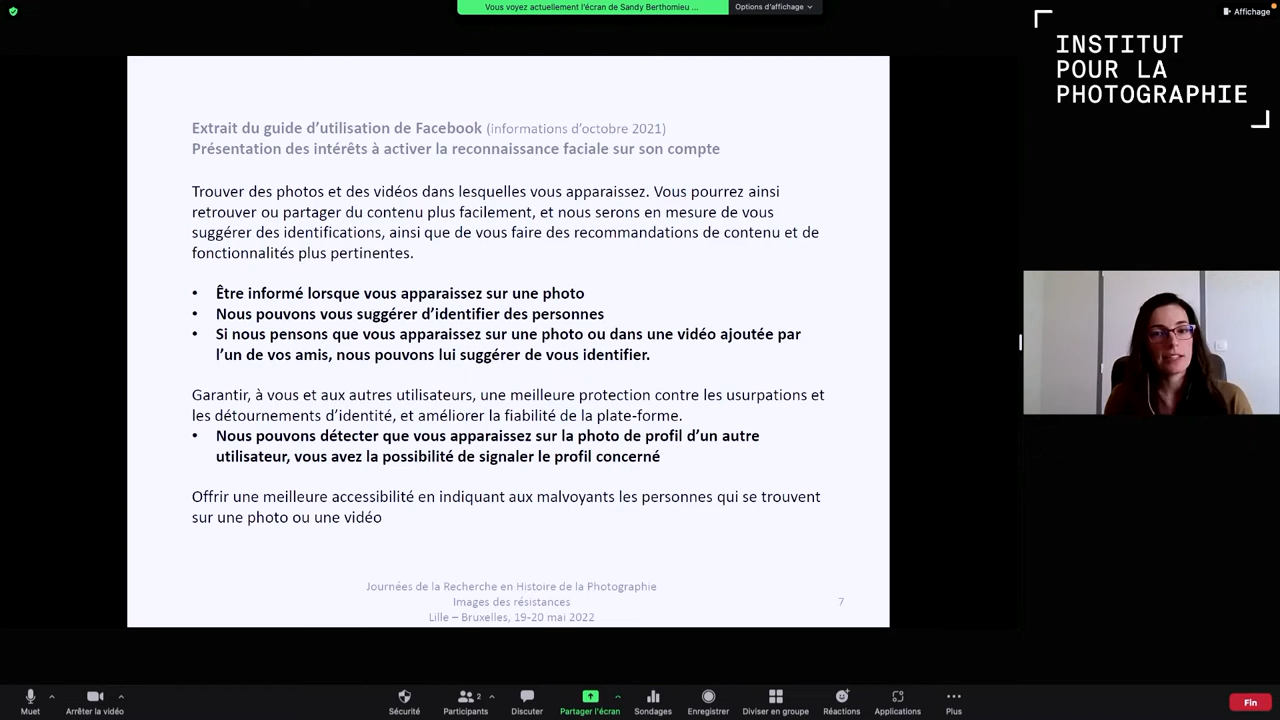 Vous voyez actuellement l'écran de Sandy Berthomieu ...
Options d'affichage
Affichage
INSTITUT
POUR LA
PHOTOGRAPHIE
Extrait du guide d'utilisation de Facebook (informations d'octobre 2021)
Présentation des intérêts à activer la reconnaissance faciale sur son compte
Trouver des photos et des vidéos dans lesquelles vous apparaissez. Vous pourrez ainsi
retrouver ou partager du contenu plus facilement, et nous serons en mesure de vous
suggérer des identifications, ainsi que de vous faire des recommandations de contenu et de
fonctionnalités plus pertinentes.
• Être informé lorsque vous apparaissez sur une photo
• Nous pouvons vous suggérer d'identifier des personnes
• Si nous pensons que vous apparaissez sur une photo ou dans une vidéo ajoutée par
l'un de vos amis, nous pouvons lui suggérer de vous identifier.
Garantir, à vous et aux autres utilisateurs, une meilleure protection contre les usurpations et
les détournements d'identité, et améliorer la fiabilité de la plate-forme.
• Nous pouvons détecter que vous apparaissez sur la photo de profil d'un autre
utilisateur, vous avez la possibilité de signaler le profil concerné
Offrir une meilleure accessibilité en indiquant aux malvoyants les personnes qui se trouvent
sur une photo ou une vidéo
Journées de la Recherche en Histoire de la Photographie
Images des résistances
Lille – Bruxelles, 19-20 mai 2022
7
Muet
Arrêter la vidéo
Sécurité
Participants
2
Discuter
Partager l'écran
Sondages
Enregistrer
Diviser en groupe
Réactions
Applications
Plus
Fin